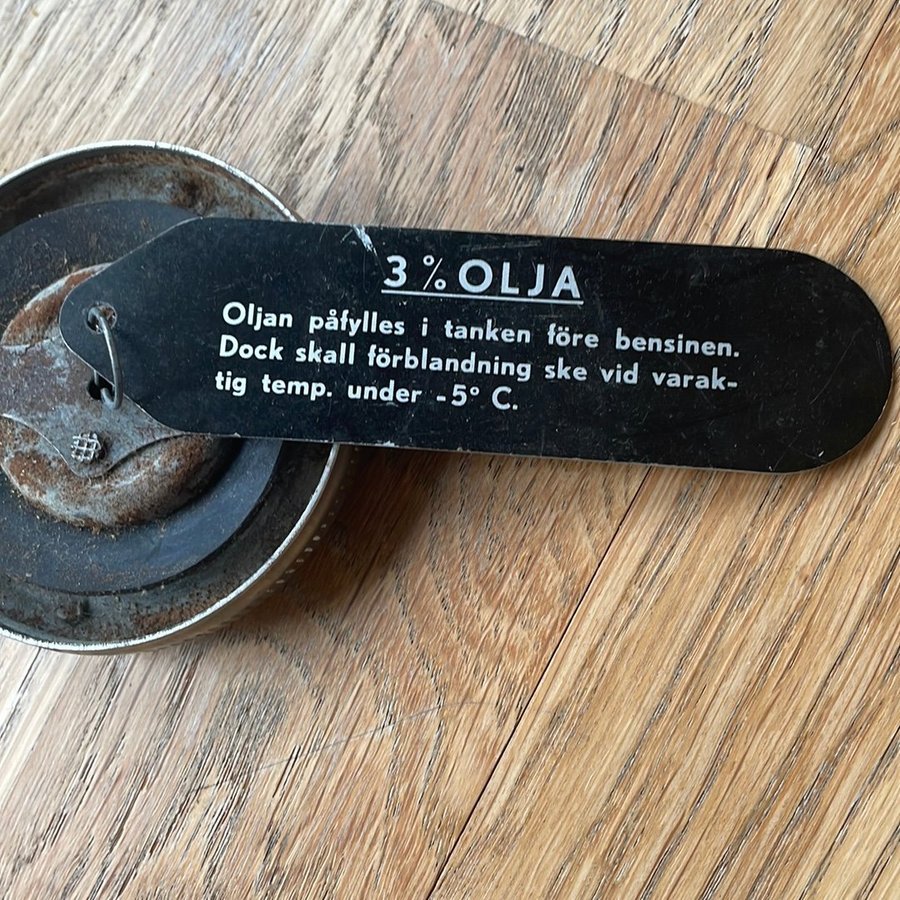 3 % OLJA
Oljan påfylles i tanken före bensinen.
Dock skall förblandning ske vid varak-
tig temp. under -5° C.